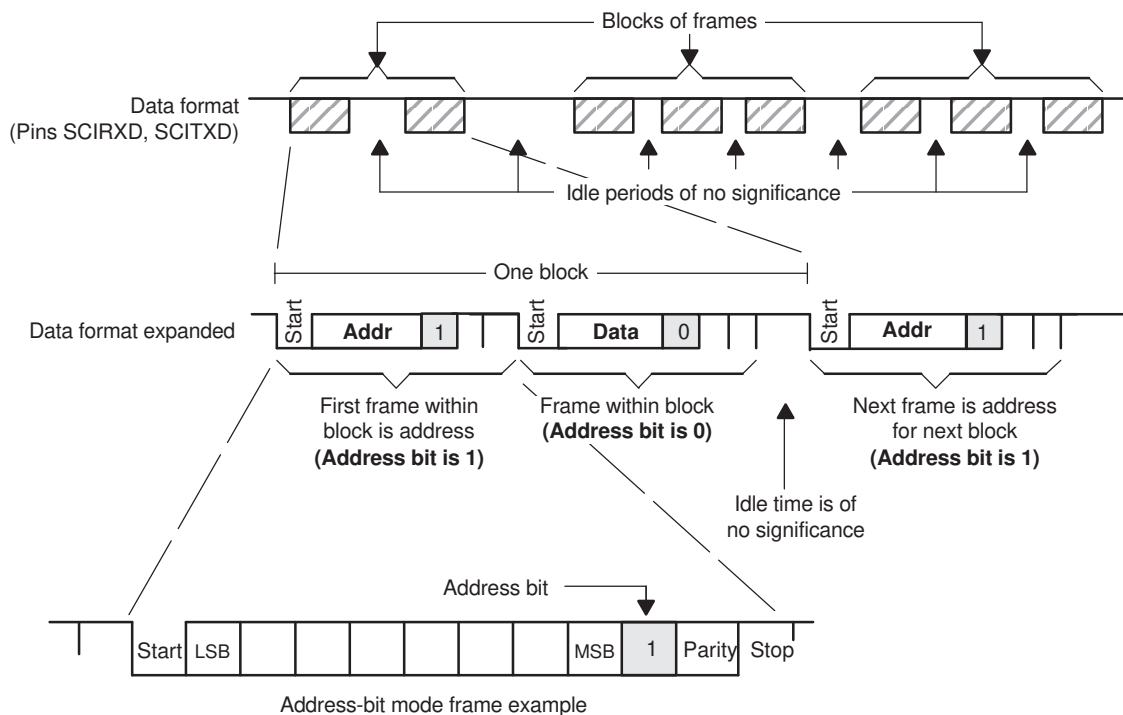 Blocks of frames
Data format
(Pins SCIRXD, SCITXD)
Idle periods of no significance
One block
Data format expanded
Start
Addr
1
Start
Data
0
Start
Addr
1
First frame within
block is address
(Address bit is 1)
Frame within block
(Address bit is 0)
Next frame is address
for next block
(Address bit is 1)
Idle time is of
no significance
Address bit
Start
LSB
MSB
1
Parity
Stop
Address-bit mode frame example